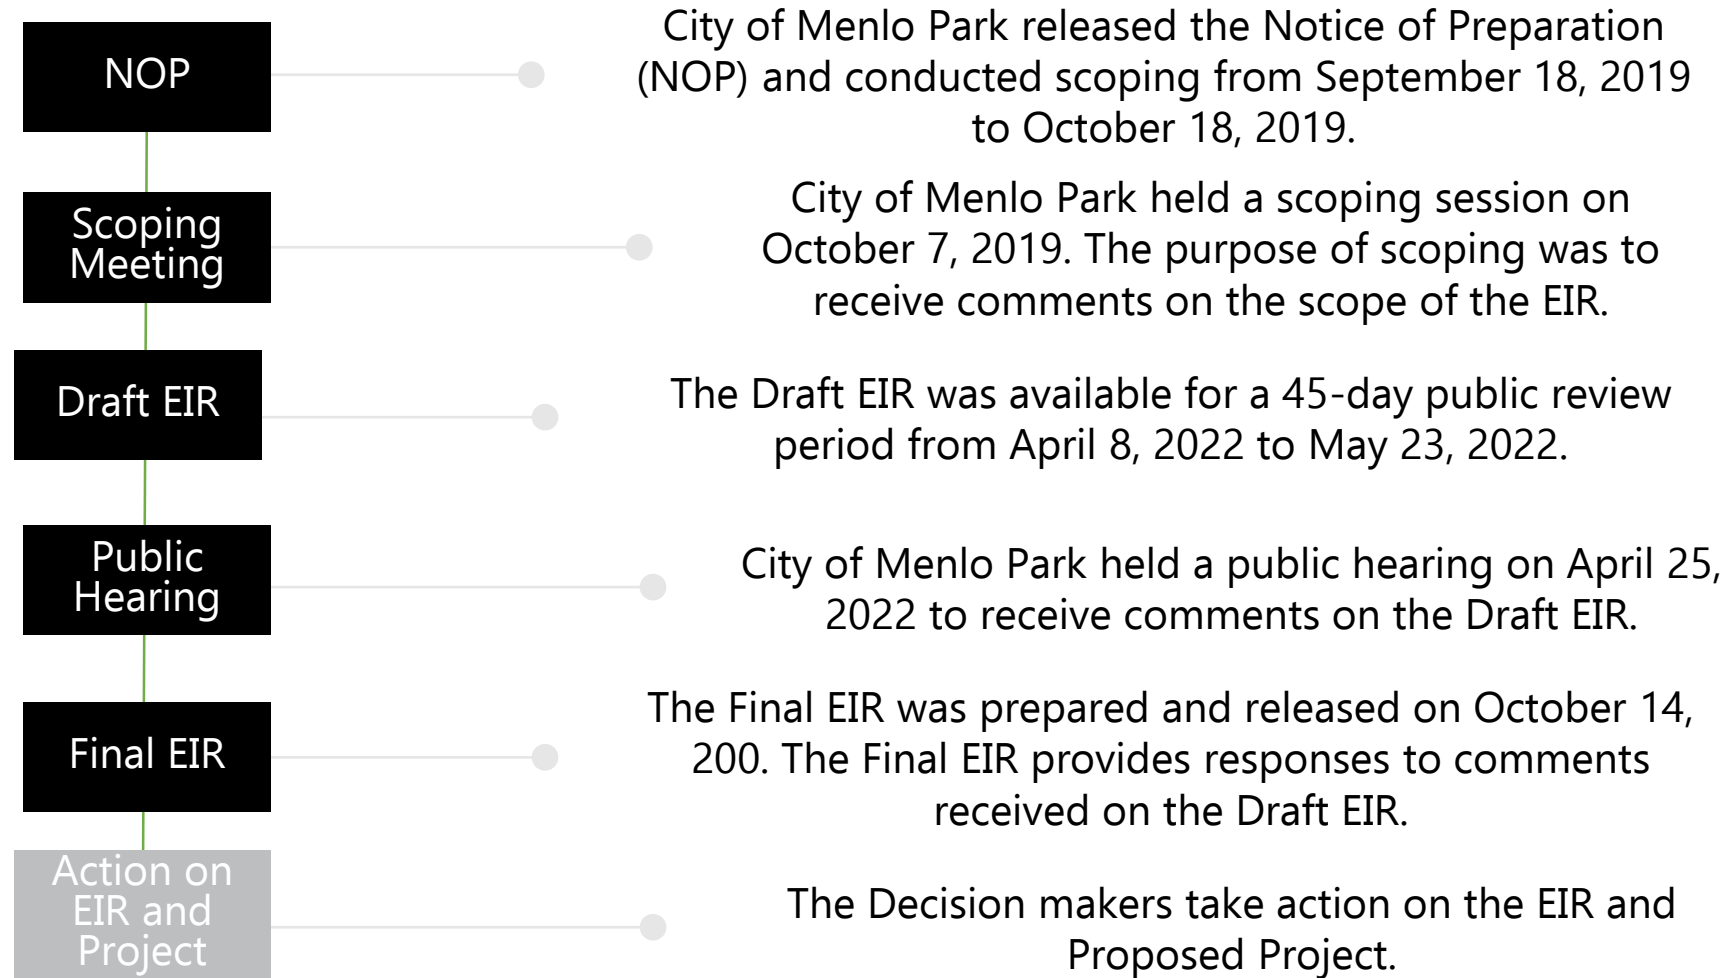 NOP
City of Menlo Park released the Notice of Preparation
(NOP) and conducted scoping from September 18, 2019
to October 18, 2019.
Scoping
Meeting
City of Menlo Park held a scoping session on
October 7, 2019. The purpose of scoping was to
receive comments on the scope of the EIR.
Draft EIR
The Draft EIR was available for a 45-day public review
period from April 8, 2022 to May 23, 2022.
Public
Hearing
City of Menlo Park held a public hearing on April 25,
2022 to receive comments on the Draft EIR.
Final EIR
The Final EIR was prepared and released on October 14,
200. The Final EIR provides responses to comments
received on the Draft EIR.
Action on
EIR and
Project
The Decision makers take action on the EIR and
Proposed Project.